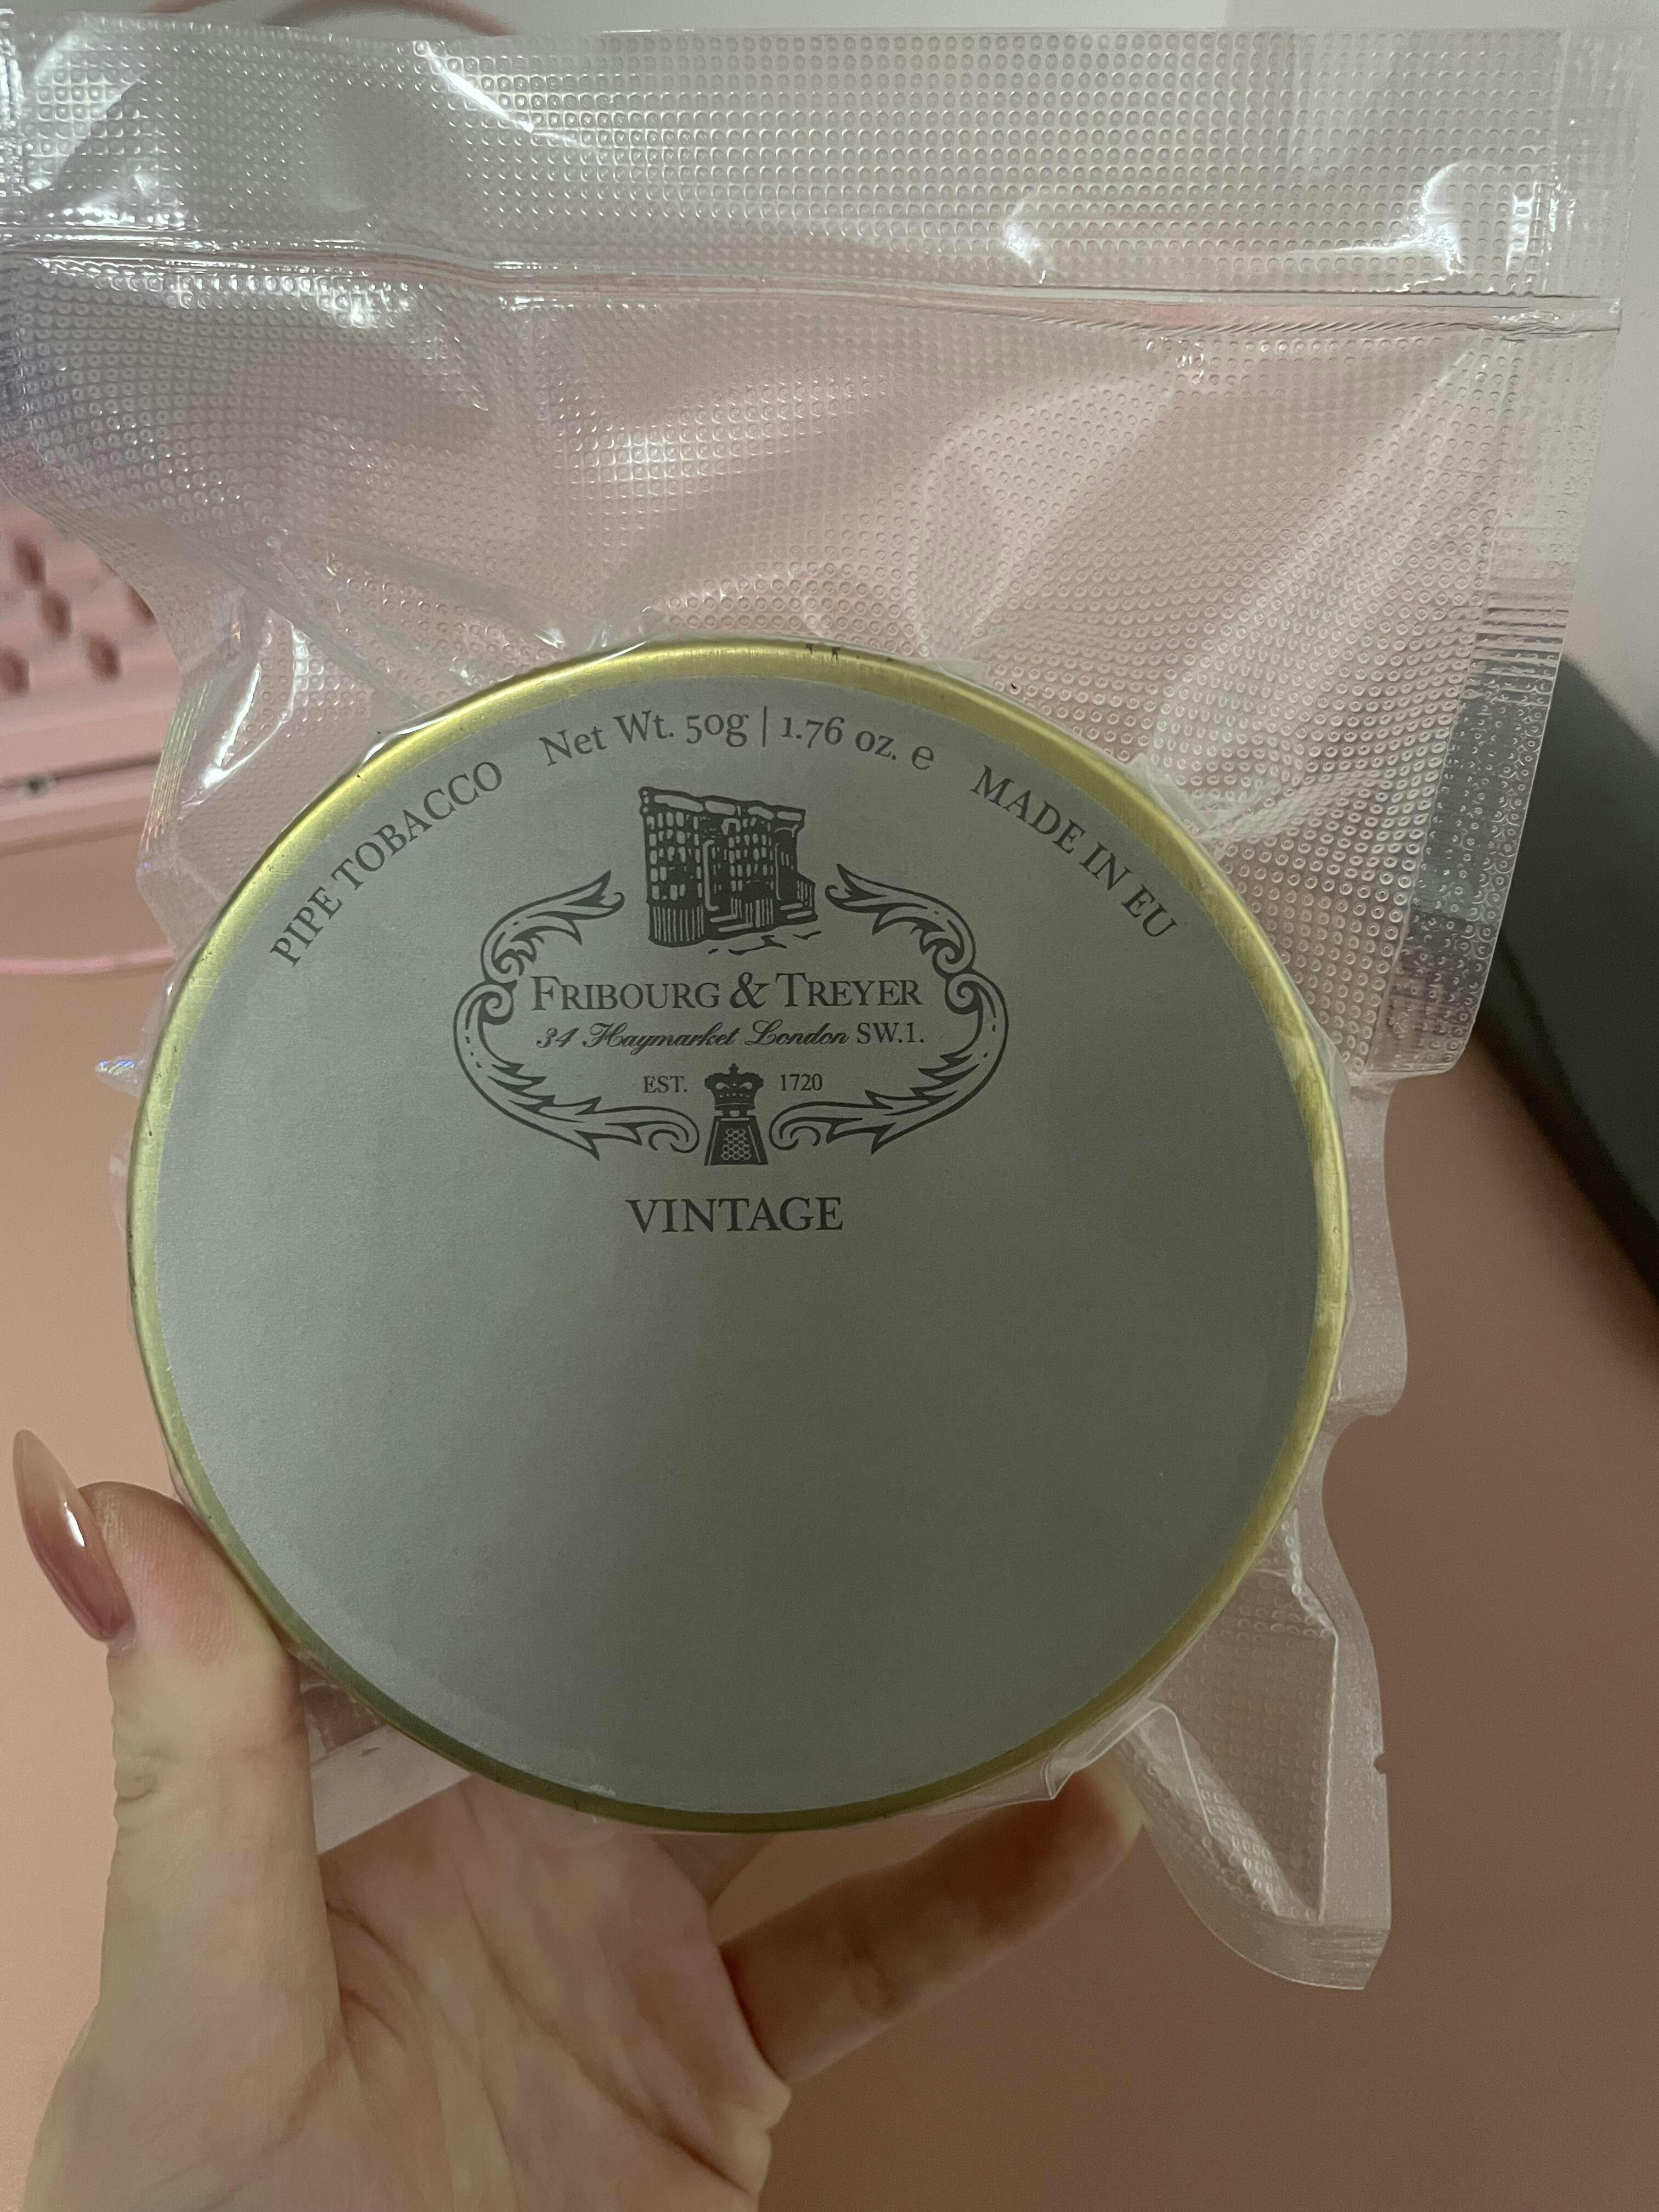 PIPE TOBACCO
Net Wt. 50g | 1.76 oz. e
MADE IN EU
FRIBOURG & TREYER
34 Haymarket London SW.1.
EST. 1720
VINTAGE